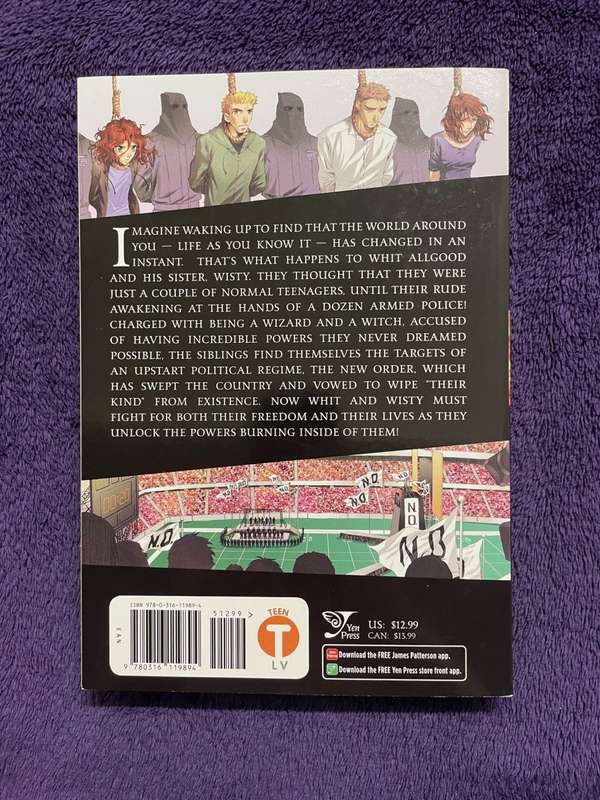 IMAGINE WAKING UP TO FIND THAT THE WORLD AROUND
YOU — LIFE AS YOU KNOW IT — HAS CHANGED IN AN
INSTANT. THAT'S WHAT HAPPENS TO WHIT ALLGOOD
AND HIS SISTER, WISTY. THEY THOUGHT THAT THEY WERE
JUST A COUPLE OF NORMAL TEENAGERS, UNTIL THEIR RUDE
AWAKENING AT THE HANDS OF A DOZEN ARMED POLICE!
CHARGED WITH BEING A WIZARD AND A WITCH, ACCUSED
OF HAVING INCREDIBLE POWERS THEY NEVER DREAMED
POSSIBLE, THE SIBLINGS FIND THEMSELVES THE TARGETS OF
AN UPSTART POLITICAL REGIME, THE NEW ORDER, WHICH
HAS SWEPT THE COUNTRY AND VOWED TO WIPE "THEIR
KIND" FROM EXISTENCE. NOW WHIT AND WISTY MUST
FIGHT FOR BOTH THEIR FREEDOM AND THEIR LIVES AS THEY
UNLOCK THE POWERS BURNING INSIDE OF THEM!
N.O.
N.O.
N.O.
N.O.
N.O.
ISBN 978-0-316-11989-4
51299 >
EAN
9 780316 119894
TEEN
T
LV
Yen
Press
US: $12.99
CAN: $13.99
Download the FREE James Patterson app.
Download the FREE Yen Press store front app.